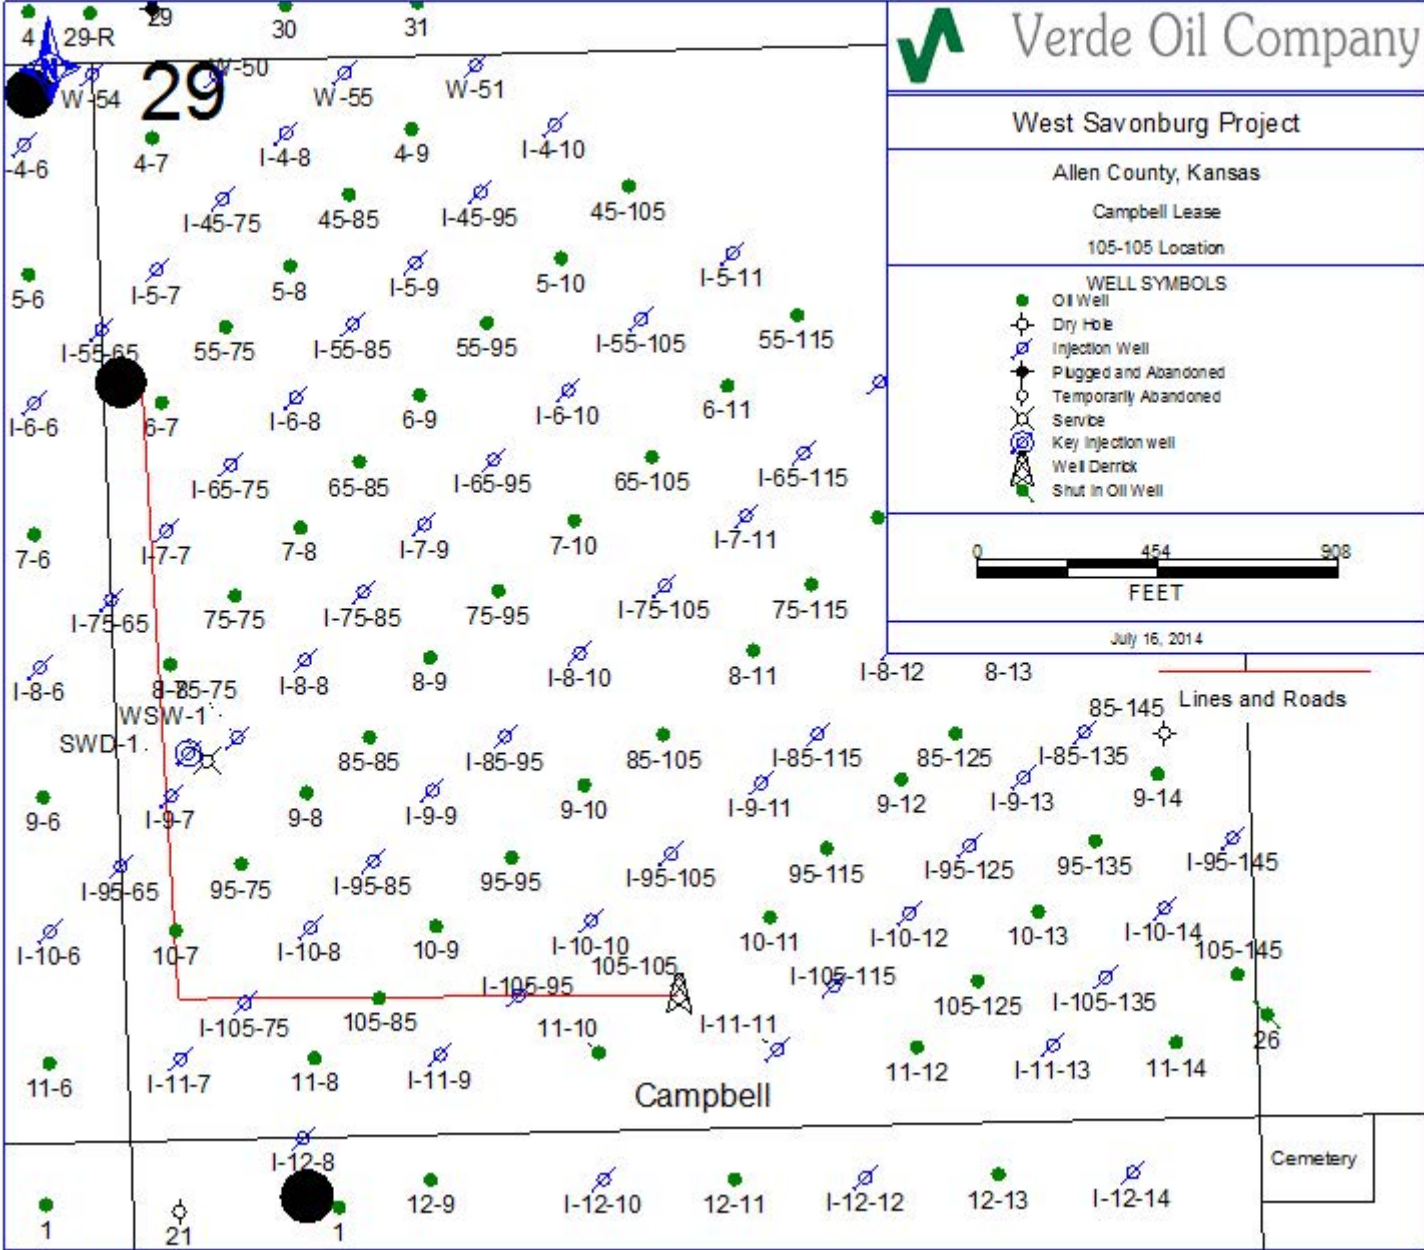 4 29-R 29 30 31
Verde Oil Company
W-54 29 W-50 W-55 W-51
West Savonburg Project
-4-6 4-7 I-4-8 4-9 I-4-10
Allen County, Kansas
I-45-75 45-85 I-45-95 45-105
Campbell Lease
105-105 Location
5-6 I-5-7 5-8 I-5-9 5-10 I-5-11
WELL SYMBOLS
Oil Well
Dry Hole
Injection Well
Plugged and Abandoned
Temporarily Abandoned
Service
Key Injection well
Well Derrick
Shut In Oil Well
I-55-65 55-75 I-55-85 55-95 I-55-105 55-115
I-6-6 6-7 I-6-8 6-9 I-6-10 6-11
I-65-75 65-85 I-65-95 65-105 I-65-115
7-6 I-7-7 7-8 I-7-9 7-10 I-7-11
0 454 908
FEET
I-75-65 75-75 I-75-85 75-95 I-75-105 75-115
July 16, 2014
I-8-6 8-7 I-85-75 I-8-8 8-9 I-8-10 8-11 I-8-12 8-13
Lines and Roads
WSW-1 85-145
SWD-1 85-85 I-85-95 85-105 I-85-115 85-125 I-85-135
9-6 I-9-7 9-8 I-9-9 9-10 I-9-11 9-12 I-9-13 9-14
I-95-65 95-75 I-95-85 95-95 I-95-105 95-115 I-95-125 95-135 I-95-145
I-10-6 10-7 I-10-8 10-9 I-10-10 10-11 I-10-12 10-13 I-10-14
105-145
I-105-75 105-85 I-105-95 105-105 I-105-115 105-125 I-105-135
26
11-6 I-11-7 11-8 I-11-9 11-10 I-11-11 11-12 I-11-13 11-14
Campbell
I-12-8
Cemetery
1 21 1 12-9 I-12-10 12-11 I-12-12 12-13 I-12-14